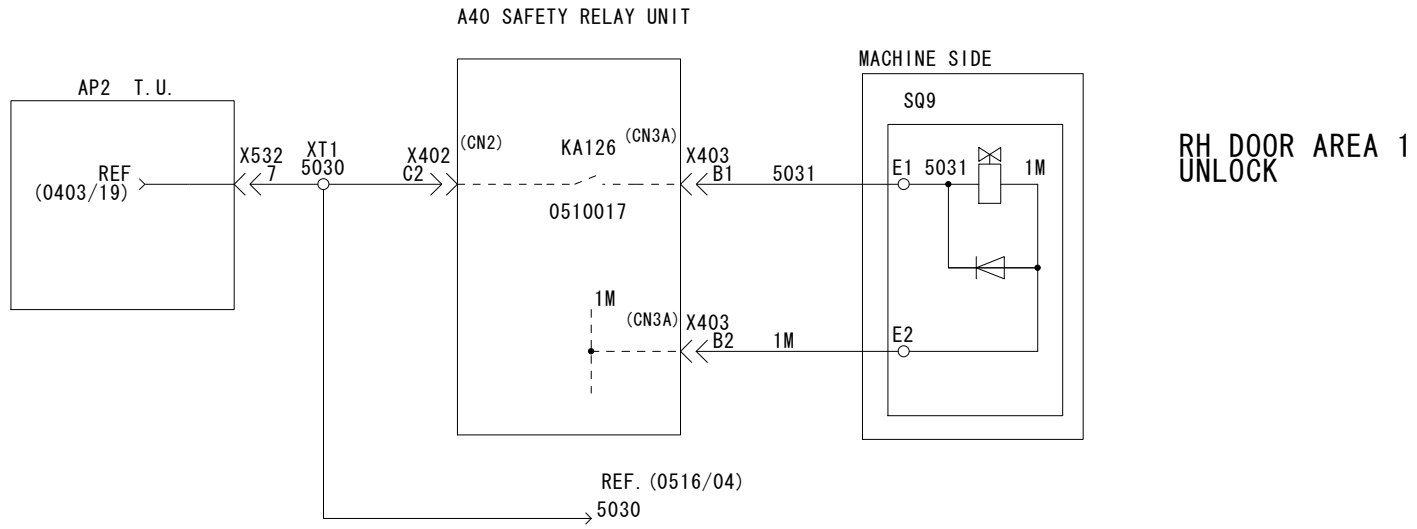 A40 SAFETY RELAY UNIT
MACHINE SIDE
AP2 T.U.
SQ9
(CN2)
(CN3A)
KA126
RH DOOR AREA 1
UNLOCK
X532
XT1
X402
X403
REF
7
5030
C2
B1
5031
E1
5031
1M
(0403/19)
0510017
1M
(CN3A)
X403
B2
1M
E2
REF.(0516/04)
5030